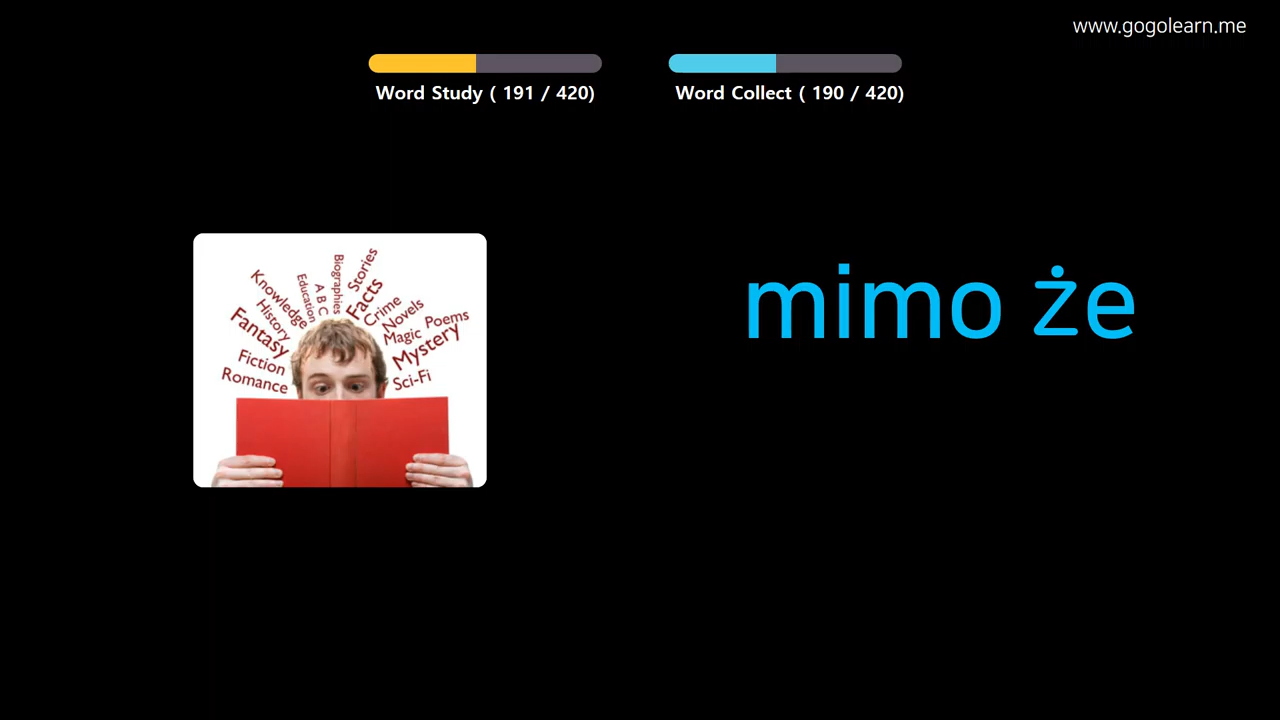 www.gogolearn.me
Word Study ( 191 / 420)
Word Collect ( 190 / 420)
mimo że
Biographies
Stories
Facts
Education
A B C
Knowledge
History
Crime
Novels
Poems
Magic
Fantasy
Mystery
Fiction
Romance
Sci-Fi